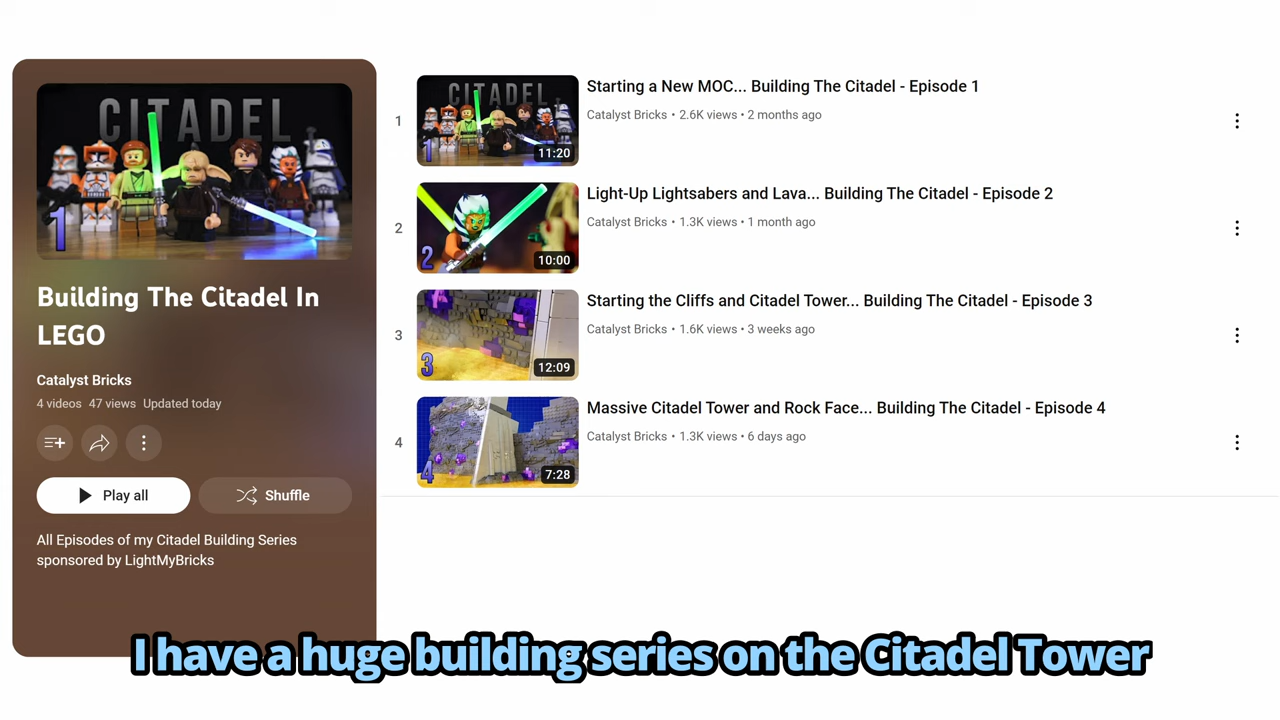 CITADEL
1
Building The Citadel In
LEGO
Catalyst Bricks
4 videos 47 views Updated today
Play all
Shuffle
All Episodes of my Citadel Building Series
sponsored by LightMyBricks
1
CITADEL
1
11:20
Starting a New MOC... Building The Citadel - Episode 1
Catalyst Bricks • 2.6K views • 2 months ago
2
2
10:00
Light-Up Lightsabers and Lava... Building The Citadel - Episode 2
Catalyst Bricks • 1.3K views • 1 month ago
3
3
12:09
Starting the Cliffs and Citadel Tower... Building The Citadel - Episode 3
Catalyst Bricks • 1.6K views • 3 weeks ago
4
4
7:28
Massive Citadel Tower and Rock Face... Building The Citadel - Episode 4
Catalyst Bricks • 1.3K views • 6 days ago
I have a huge building series on the Citadel Tower